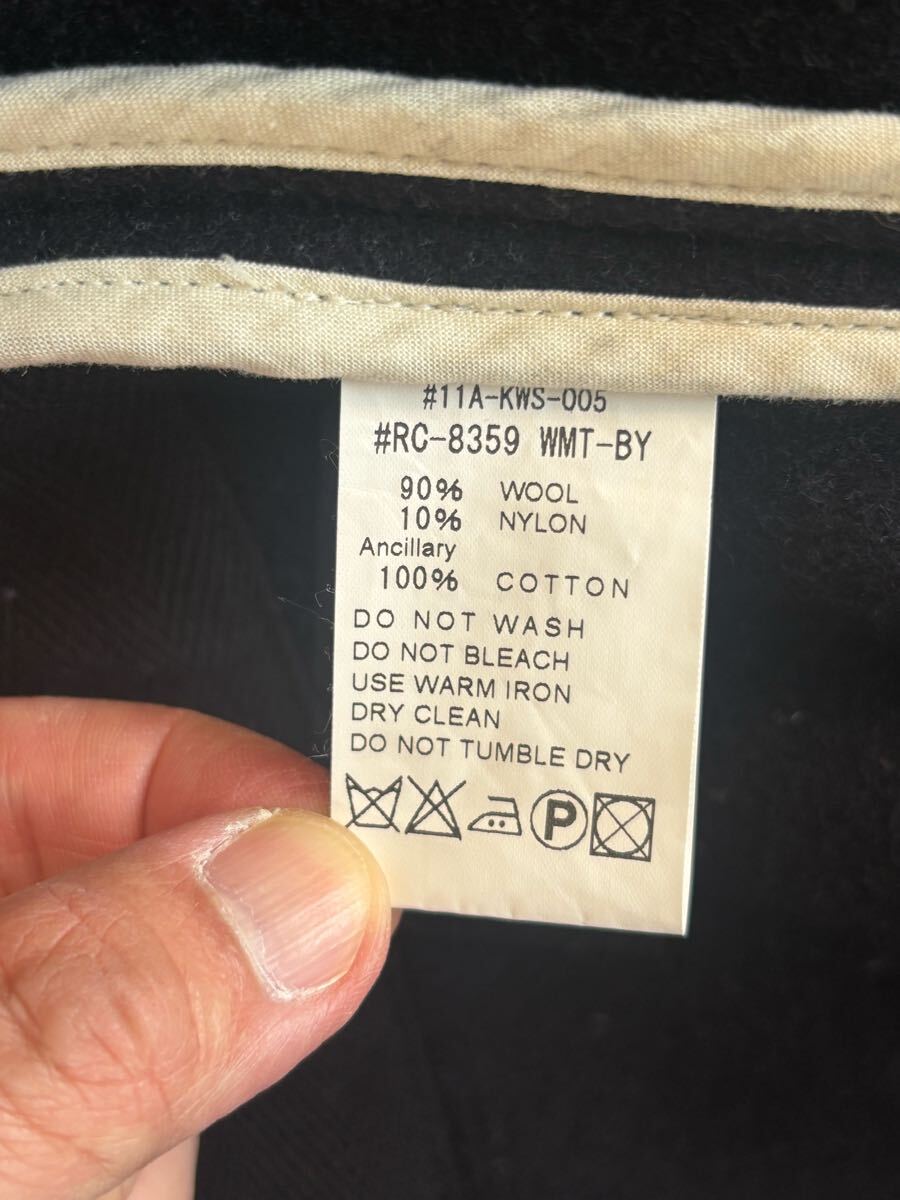 #11A-KWS-005
#RC-8359 WMT-BY
90% WOOL
10% NYLON
Ancillary
100% COTTON
DO NOT WASH
DO NOT BLEACH
USE WARM IRON
DRY CLEAN
DO NOT TUMBLE DRY
P